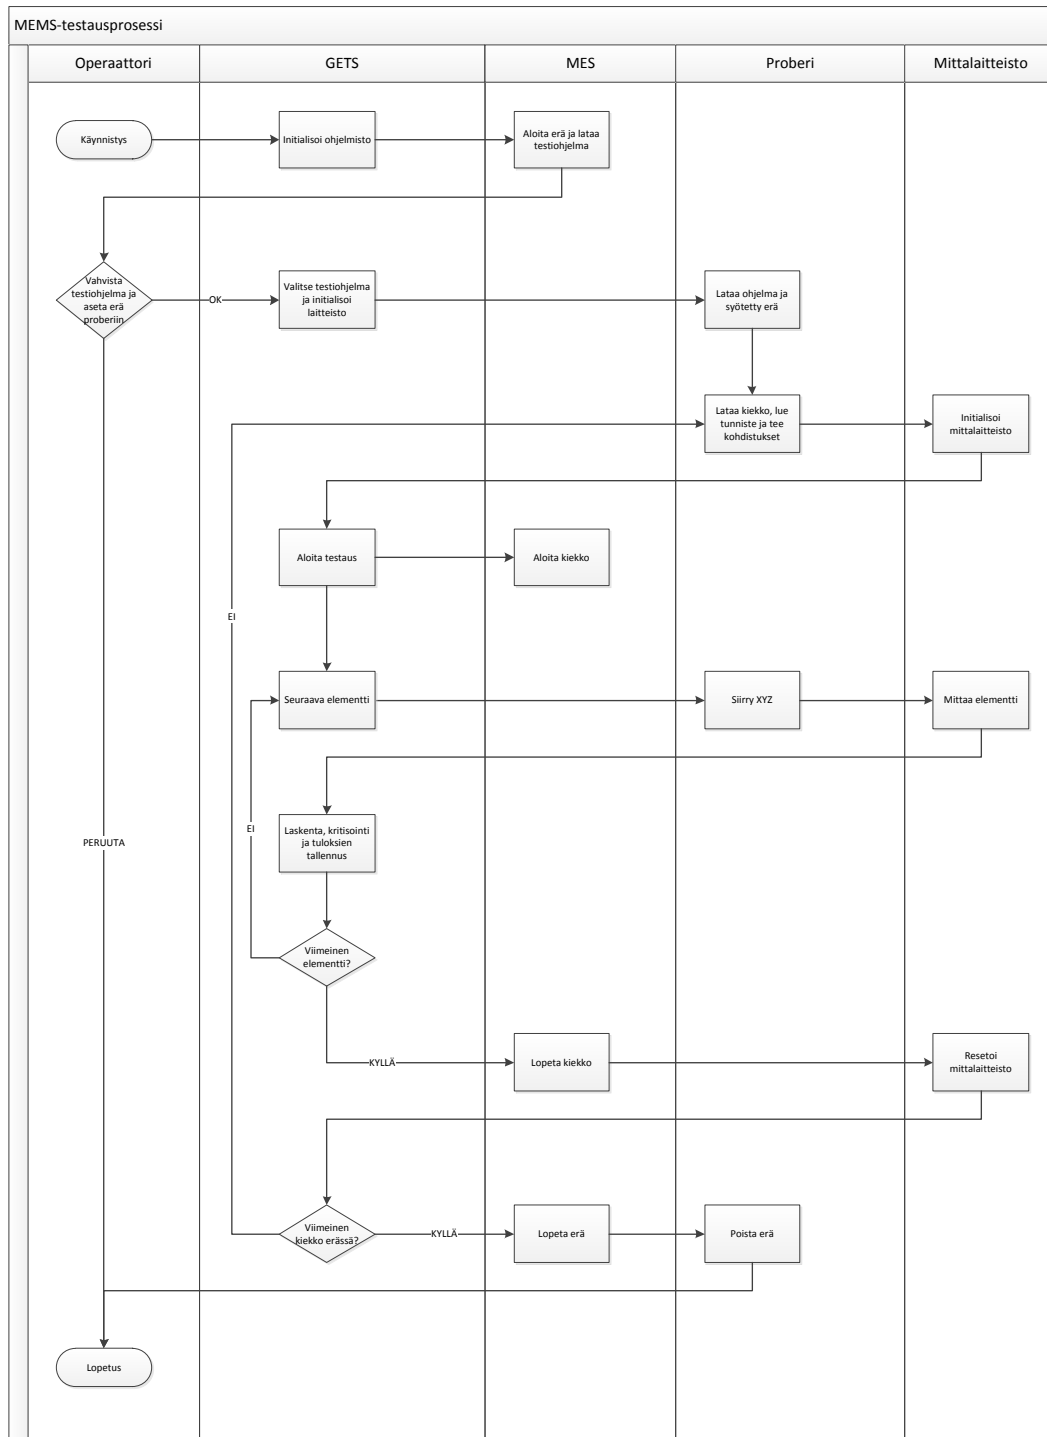 MEMS-testausprosessi
Operaattori
GETS
MES
Proberi
Mittalaitteisto
Käynnistys
Initialisoi ohjelmisto
Aloita erä ja lataa
testiohjelma
Vahvista
testiohjelma ja
aseta erä
proberiin
OK
Valitse testiohjelma
ja initialisoi
laitteisto
Lataa ohjelma ja
syötetty erä
Lataa kiekko, lue
tunniste ja tee
kohdistukset
Initialisoi
mittalaitteisto
Aloita testaus
Aloita kiekko
EI
Seuraava elementti
Siirry XYZ
Mittaa elementti
EI
PERUUTA
Laskenta, kritisointi
ja tuloksien
tallennus
Viimeinen
elementti?
KYLLÄ
Lopeta kiekko
Resetoi
mittalaitteisto
Viimeinen
kiekko erässä?
KYLLÄ
Lopeta erä
Poista erä
Lopetus